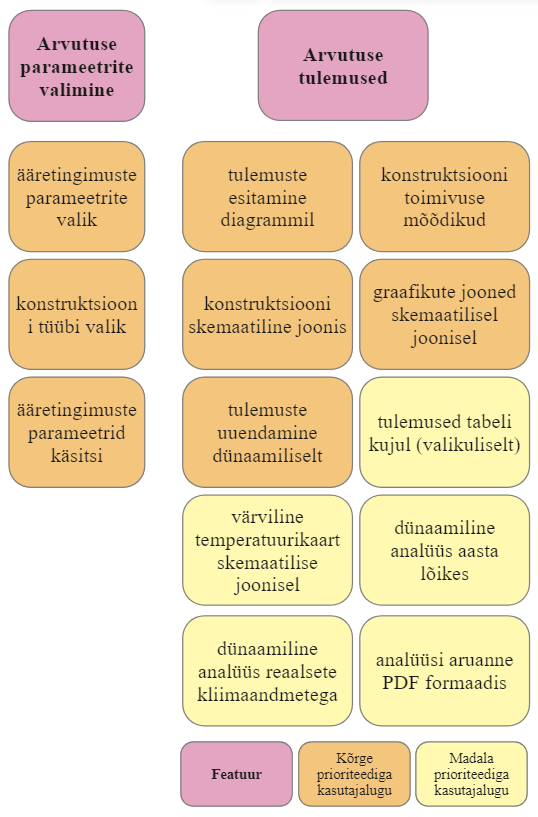 Arvutuse
parameetrite
valimine
Arvutuse
tulemused
ääretingimuste
parameetrite
valik
tulemuste
esitamine
diagrammil
konstruktsiooni
toimivuse
mõõdikud
konstruktsioon
i tüübi valik
konstruktsiooni
skemaatiline joonis
graafikute jooned
skemaatilisel
joonisel
ääretingimuste
parameetrid
käsitsi
tulemuste
uuendamine
dünaamiliselt
tulemused tabeli
kujul (valikuliselt)
värviline
temperatuurikaart
skemaatilise
joonisel
dünaamiline
analüüs aasta
lõikes
dünaamiline
analüüs reaalsete
kliimaandmetega
analüüsi aruanne
PDF formaadis
Featuur
Kõrge
prioriteediga
kasutajalugu
Madala
prioriteediga
kasutajalugu